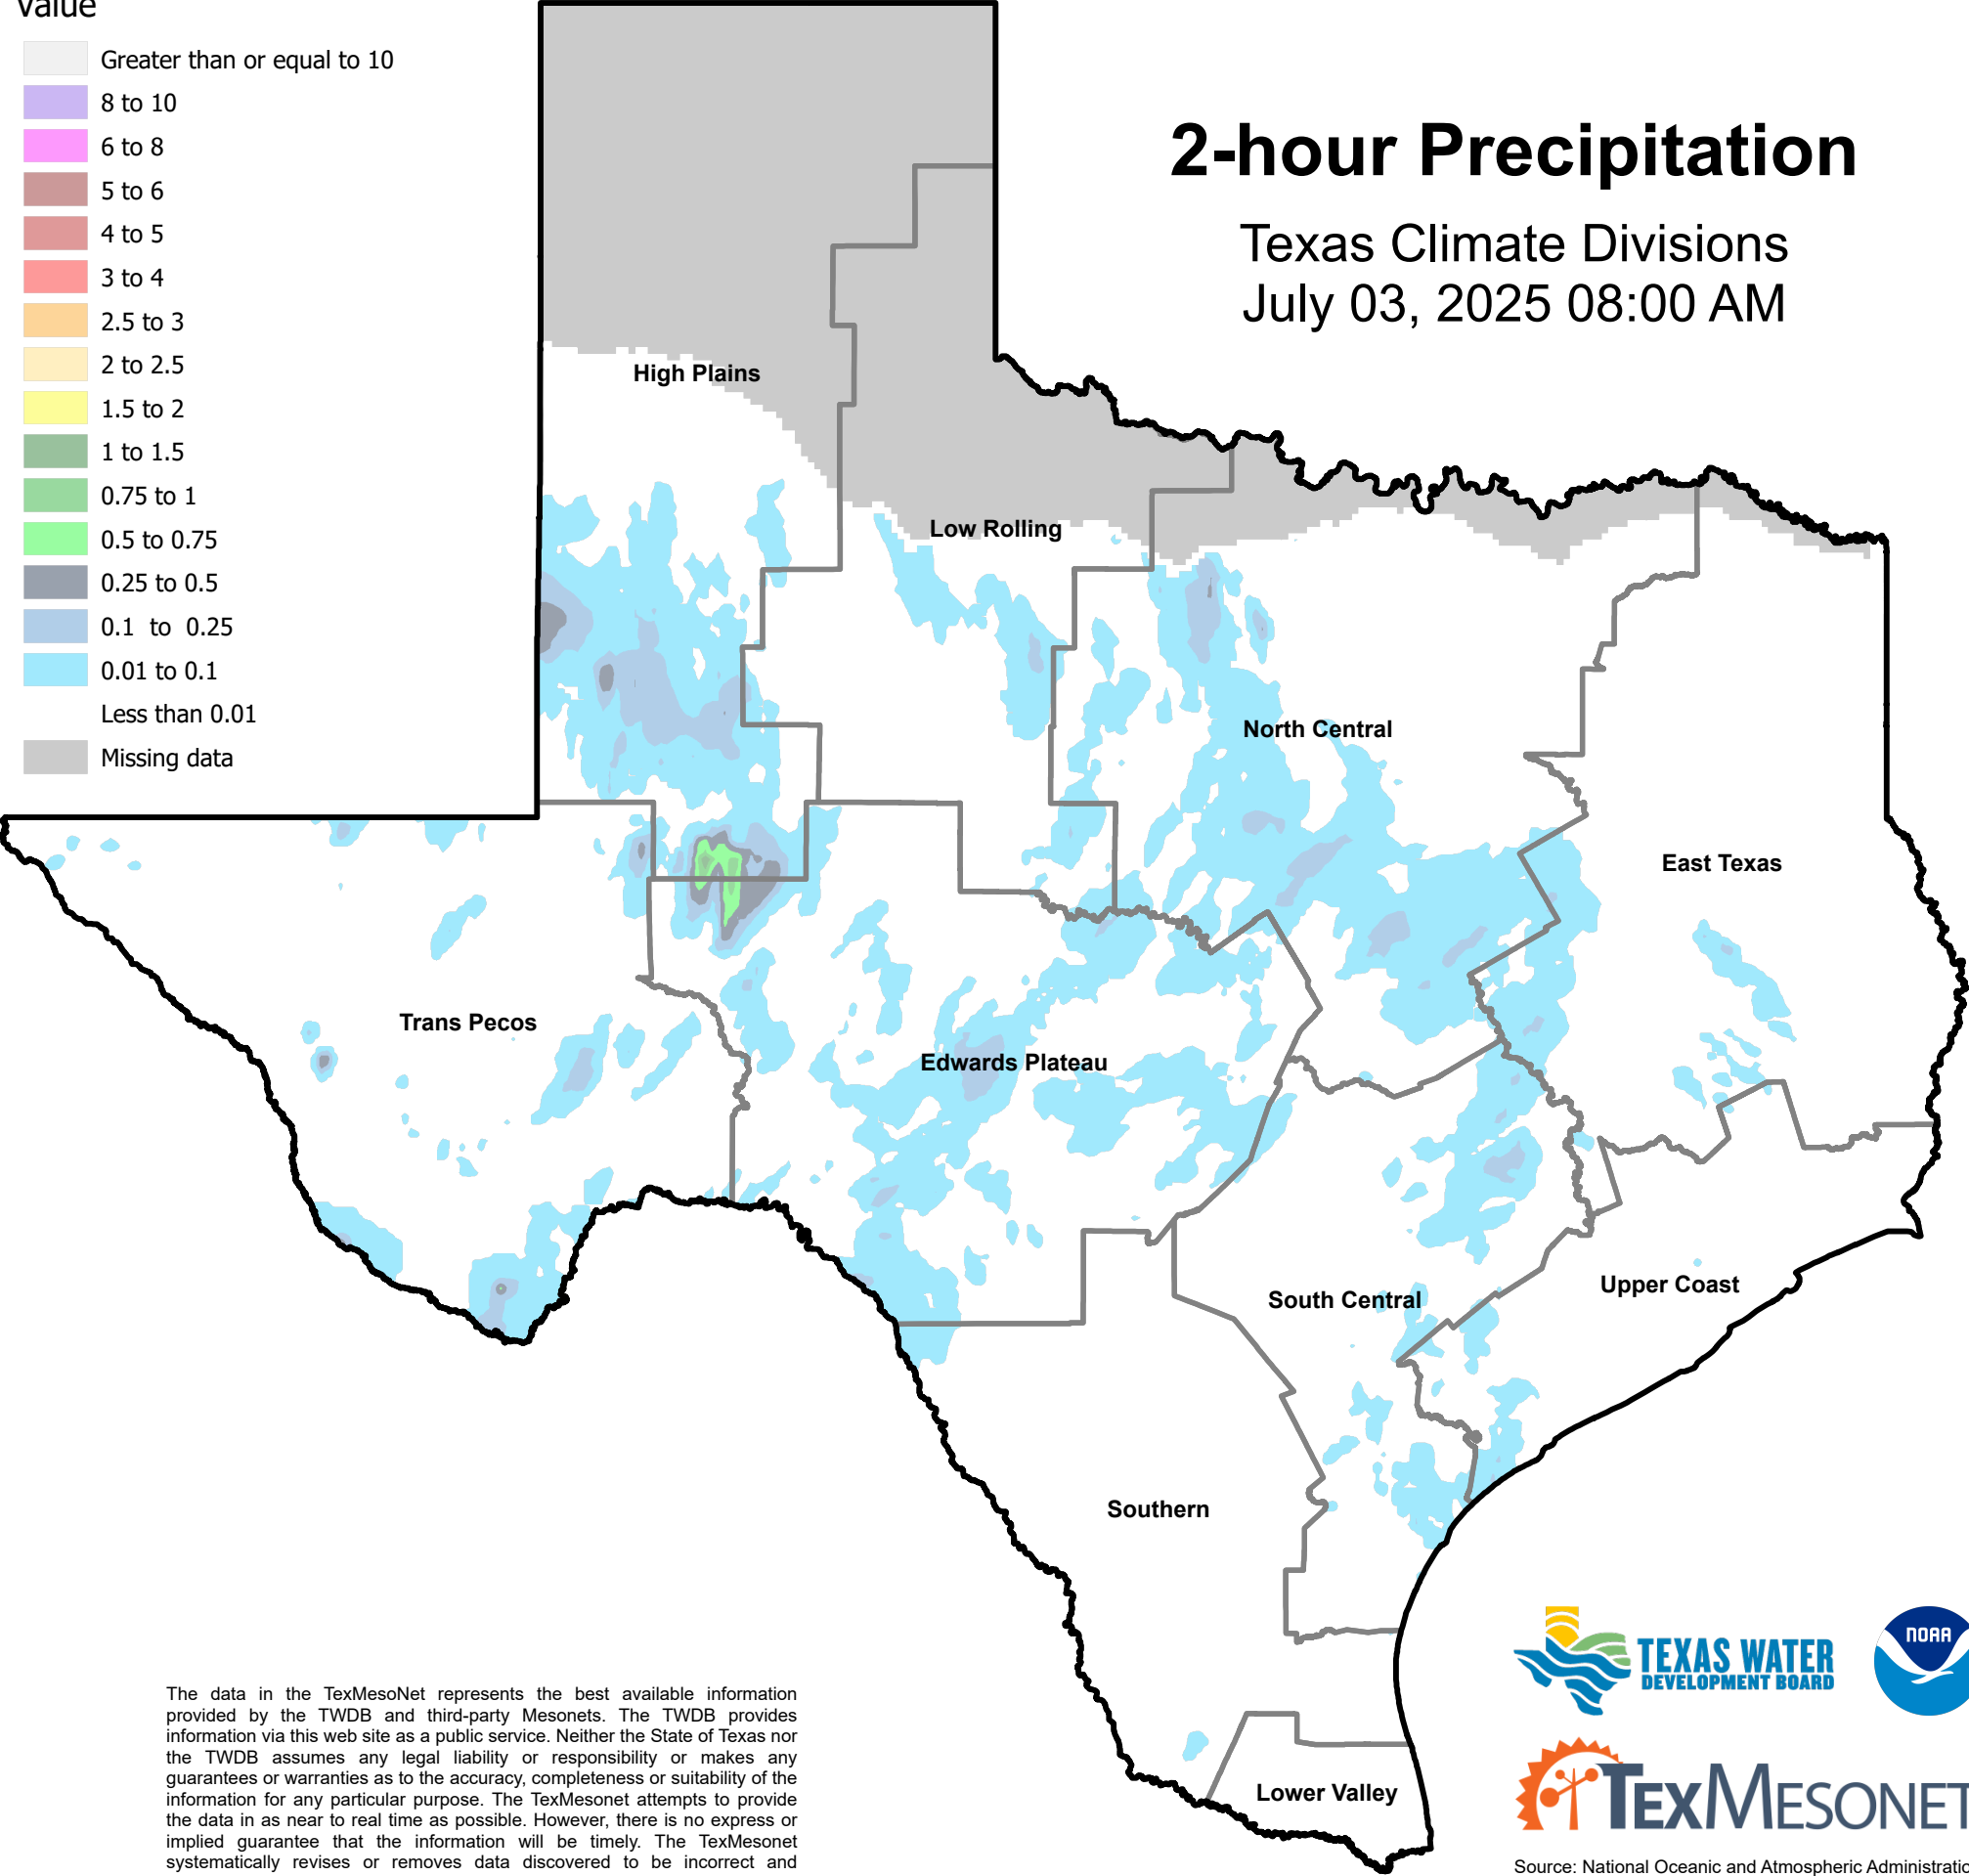 Value
Greater than or equal to 10
8 to 10
6 to 8
5 to 6
4 to 5
3 to 4
2.5 to 3
2 to 2.5
1.5 to 2
1 to 1.5
0.75 to 1
0.5 to 0.75
0.25 to 0.5
0.1 to 0.25
0.01 to 0.1
Less than 0.01
Missing data
2-hour Precipitation
Texas Climate Divisions
July 03, 2025 08:00 AM
High Plains
Low Rolling
North Central
East Texas
Trans Pecos
Edwards Plateau
South Central
Upper Coast
Southern
Lower Valley
The data in the TexMesoNet represents the best available information
provided by the TWDB and third-party Mesonets. The TWDB provides
information via this web site as a public service. Neither the State of Texas nor
the TWDB assumes any legal liability or responsibility or makes any
guarantees or warranties as to the accuracy, completeness or suitability of the
information for any particular purpose. The TexMesonet attempts to provide
the data in as near to real time as possible. However, there is no express or
implied guarantee that the information will be timely. The TexMesonet
systematically revises or removes data discovered to be incorrect and
TEXAS WATER
DEVELOPMENT BOARD
NOAA
TEXMESONET
Source: National Oceanic and Atmospheric Administratio